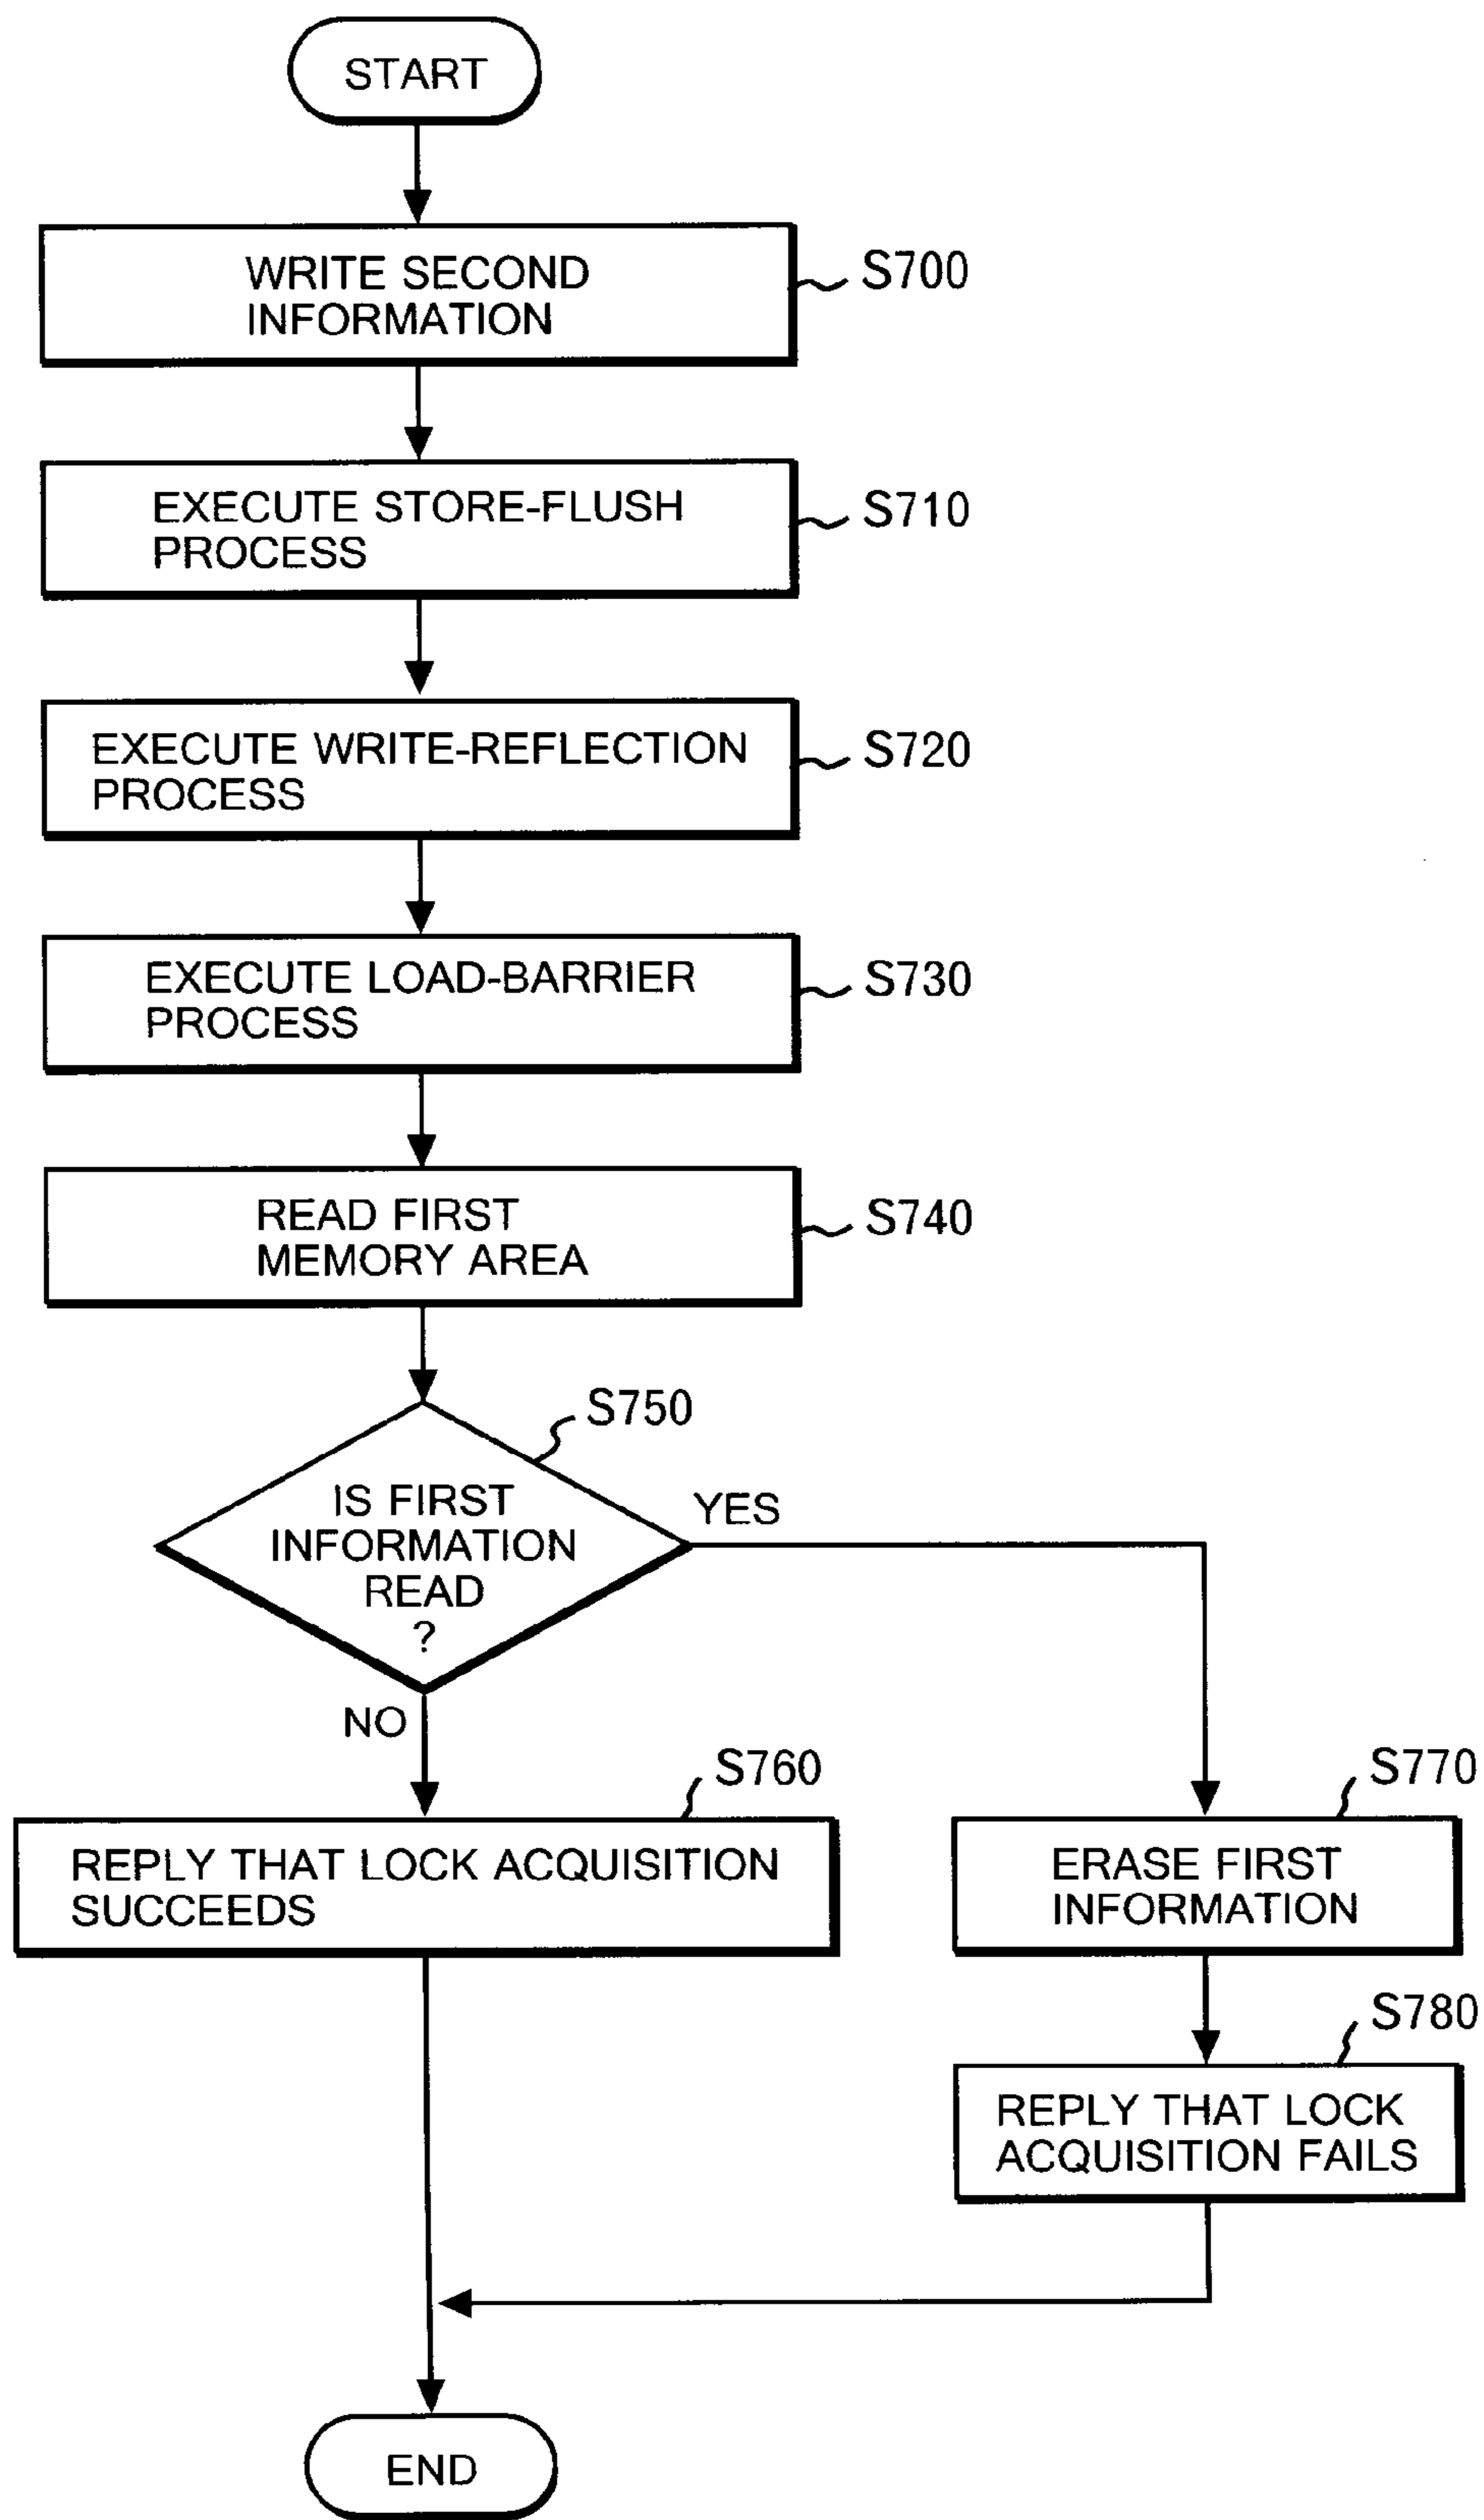 START
WRITE SECOND
INFORMATION
S700
EXECUTE STORE-FLUSH
PROCESS
S710
EXECUTE WRITE-REFLECTION
PROCESS
S720
EXECUTE LOAD-BARRIER
PROCESS
S730
READ FIRST
MEMORY AREA
S740
S750
IS FIRST
INFORMATION
READ
?
YES
NO
S760
REPLY THAT LOCK ACQUISITION
SUCCEEDS
S770
ERASE FIRST
INFORMATION
S780
REPLY THAT LOCK
ACQUISITION FAILS
END